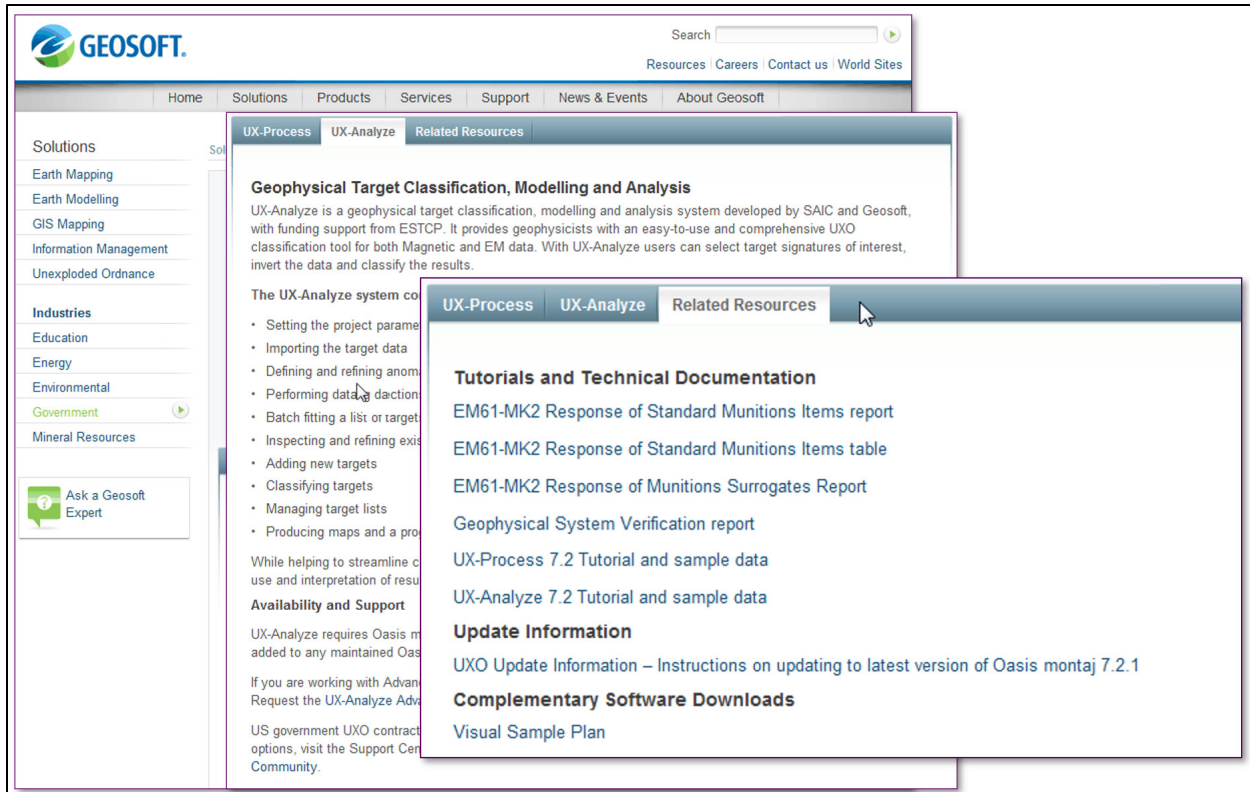 GEOSOFT.
Search
Resources Careers Contact us World Sites
Home Solutions Products Services Support News & Events About Geosoft
Solutions
Earth Mapping
Earth Modelling
GIS Mapping
Information Management
Unexploded Ordnance
Industries
Education
Energy
Environmental
Government
Mineral Resources
Ask a Geosoft
Expert
Sol
UX-Process UX-Analyze Related Resources
Geophysical Target Classification, Modelling and Analysis
UX-Analyze is a geophysical target classification, modelling and analysis system developed by SAIC and Geosoft,
with funding support from ESTCP. It provides geophysicists with an easy-to-use and comprehensive UXO
classification tool for both Magnetic and EM data. With UX-Analyze users can select target signatures of interest,
invert the data and classify the results.
The UX-Analyze system co
• Setting the project parame
• Importing the target data
• Defining and refining anom
• Performing data
• Batch fitting a list of targets
• Inspecting and refining exis
• Adding new targets
• Classifying targets
• Managing target lists
• Producing maps and a pro
While helping to streamline c
use and interpretation of resu
Availability and Support
UX-Analyze requires Oasis m
added to any maintained Oas
If you are working with Advan
Request the UX-Analyze Adva
US government UXO contract
options, visit the Support Cen
Community.
UX-Process UX-Analyze Related Resources
Tutorials and Technical Documentation
EM61-MK2 Response of Standard Munitions Items report
EM61-MK2 Response of Standard Munitions Items table
EM61-MK2 Response of Munitions Surrogates Report
Geophysical System Verification report
UX-Process 7.2 Tutorial and sample data
UX-Analyze 7.2 Tutorial and sample data
Update Information
UXO Update Information – Instructions on updating to latest version of Oasis montaj 7.2.1
Complementary Software Downloads
Visual Sample Plan